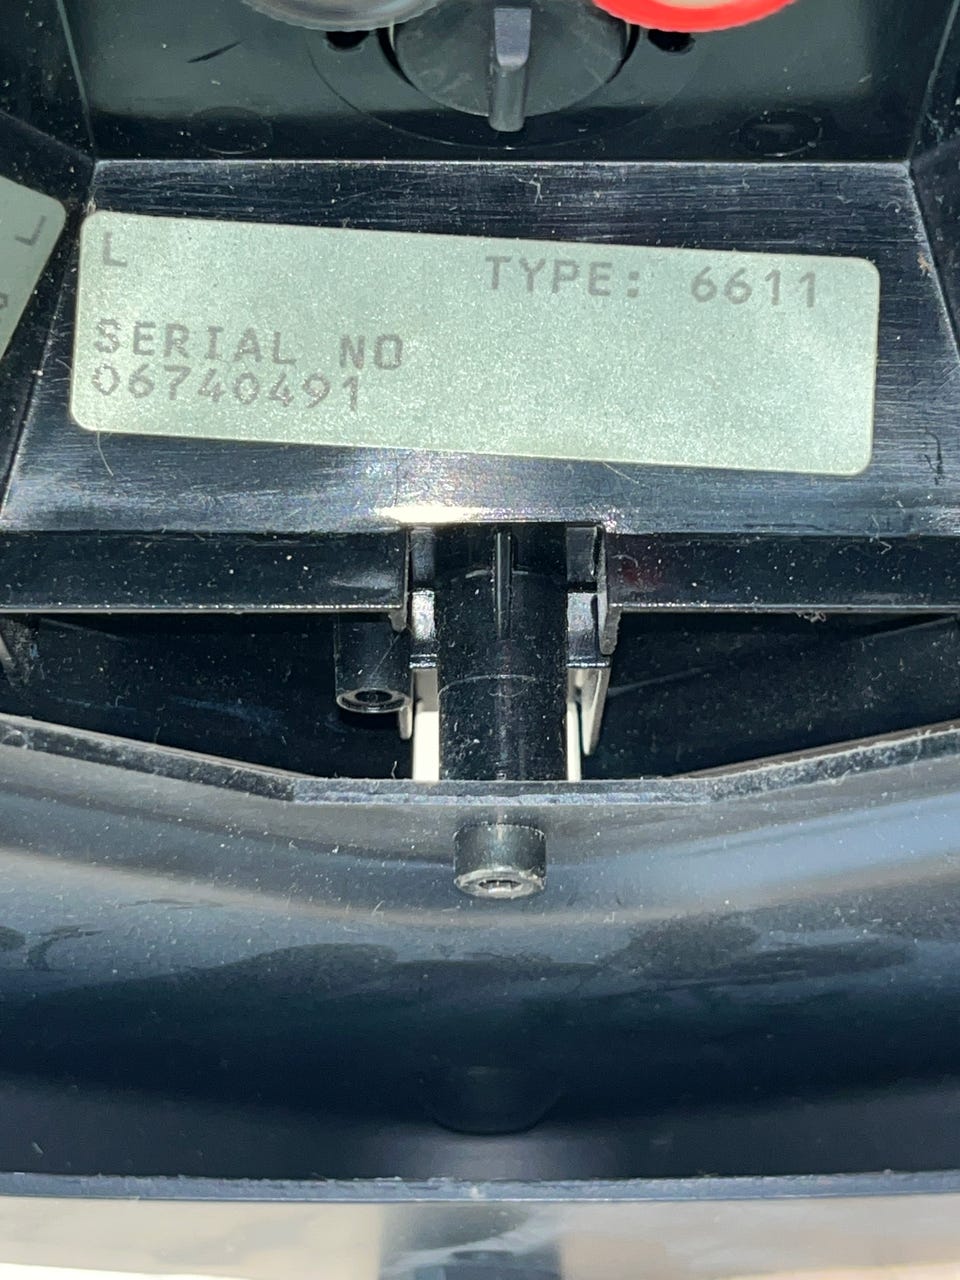 L TYPE: 6611
SERIAL NO
06740491